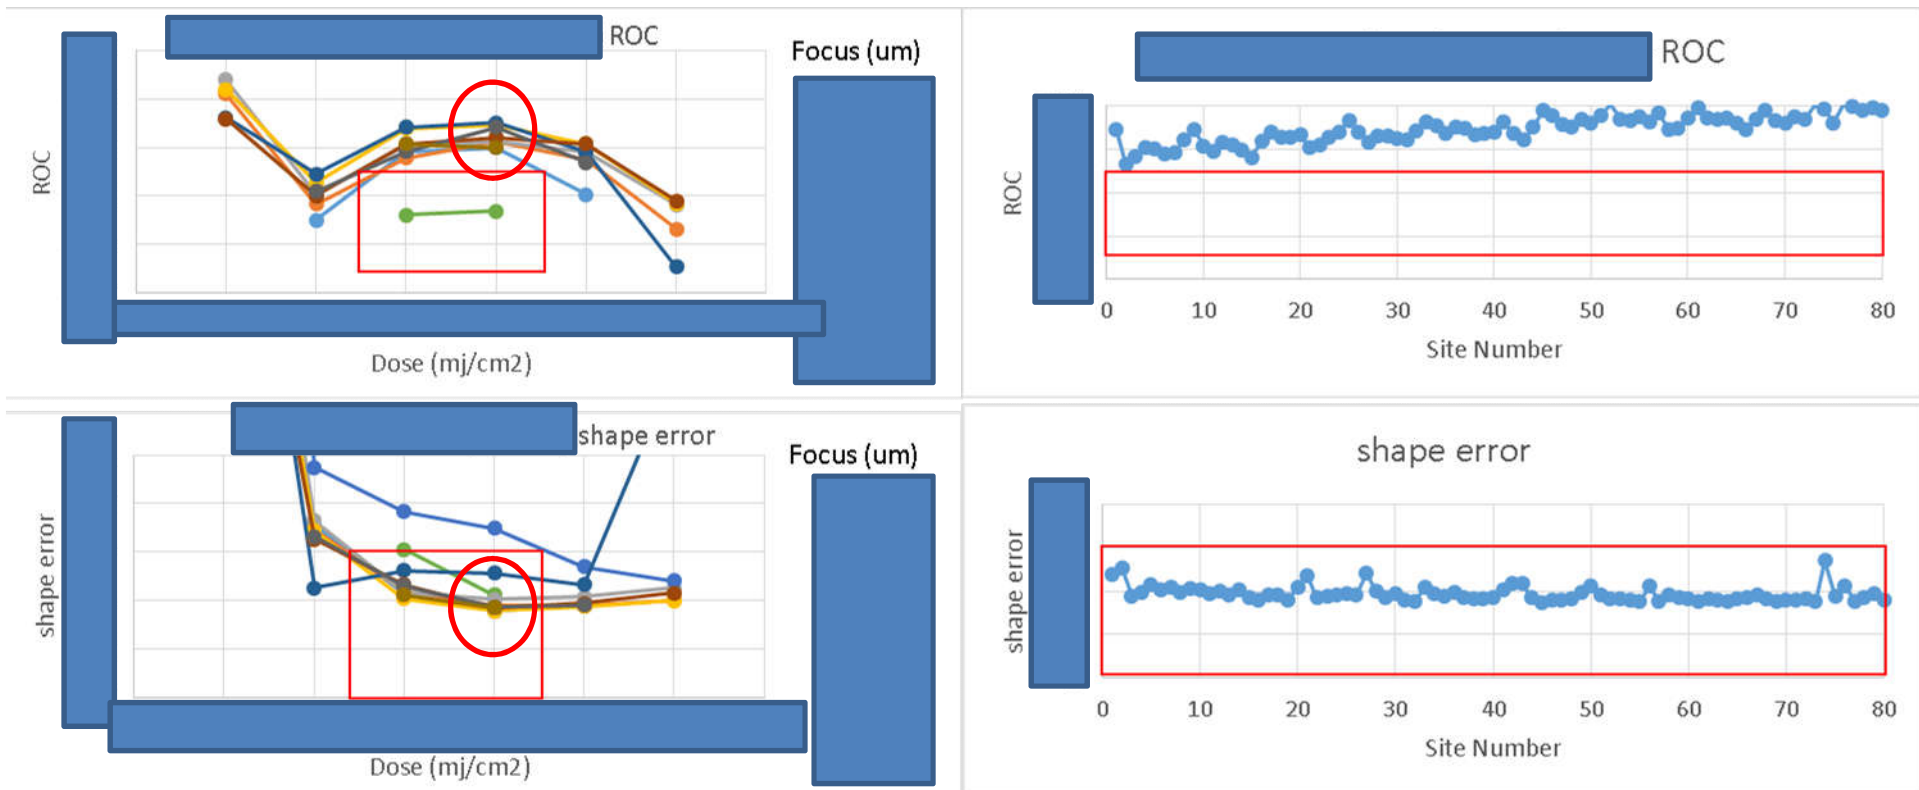 ROC
Focus (um)
ROC
Dose (mj/cm2)
ROC
ROC
0 10 20 30 40 50 60 70 80
Site Number
shape error
Focus (um)
shape error
Dose (mj/cm2)
shape error
shape error
0 10 20 30 40 50 60 70 80
Site Number